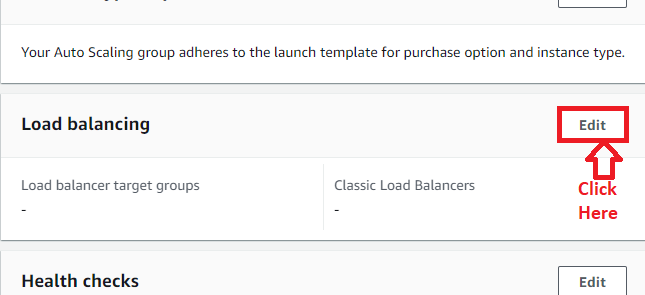 Your Auto Scaling group adheres to the launch template for purchase option and instance type.
Load balancing
Edit
Load balancer target groups
-
Classic Load Balancers
-
Click
Here
Health checks
Edit